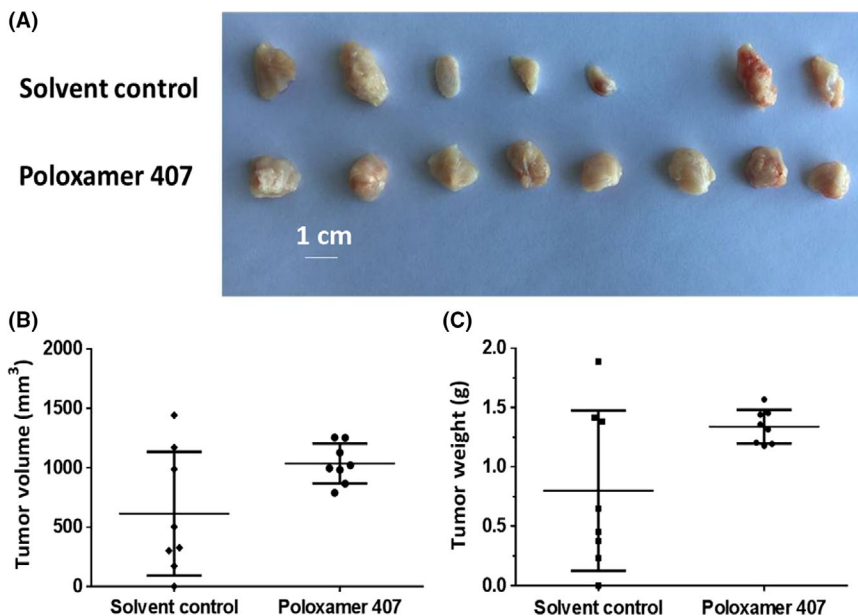 (A)
Solvent control
Poloxamer 407
1 cm
(B)
Tumor volume (mm³)
2000
1500
1000
500
0
Solvent control Poloxamer 407
(C)
Tumor weight (g)
2.0
1.5
1.0
0.5
0.0
Solvent control Poloxamer 407